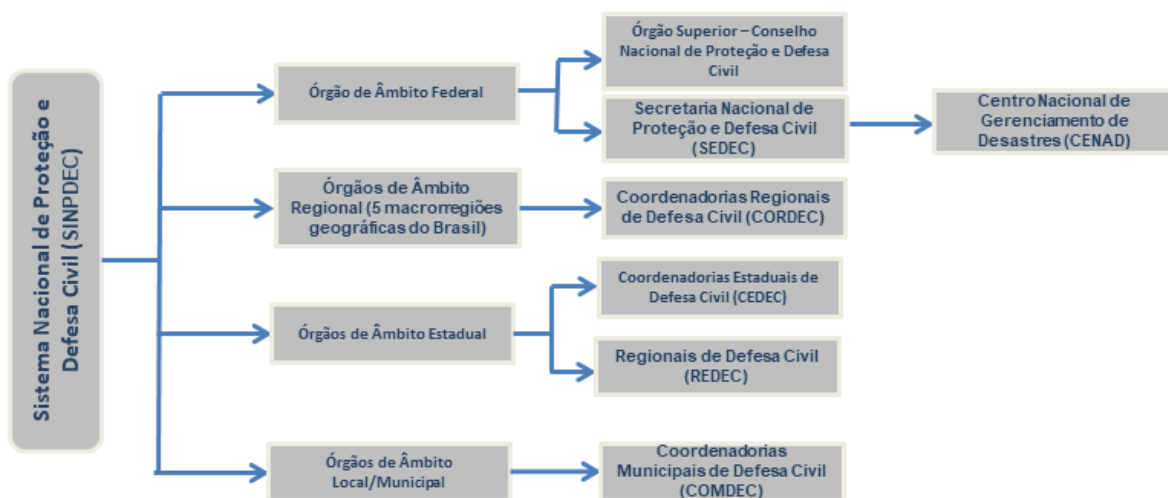 Sistema Nacional de Proteção e
Defesa Civil (SINPDEC)
Órgão de Âmbito Federal
Órgão Superior – Conselho
Nacional de Proteção e Defesa
Civil
Secretaria Nacional de
Proteção e Defesa Civil
(SEDEC)
Centro Nacional de
Gerenciamento de
Desastres (CENAD)
Órgãos de Âmbito
Regional (5 macrorregiões
geográficas do Brasil)
Coordenadorias Regionais
de Defesa Civil (CORDEC)
Órgãos de Âmbito Estadual
Coordenadorias Estaduais de
Defesa Civil (CEDEC)
Regionais de Defesa Civil
(REDEC)
Órgãos de Âmbito
Local/Municipal
Coordenadorias
Municipais de Defesa Civil
(COMDEC)